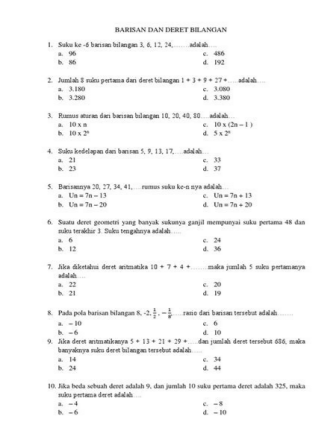 BARISAN DAN DERET BILANGAN
1. Suku ke -6 barisan bilangan 3, 6, 12, 24,……adalah….
a. 96 c. 486
b. 86 d. 192
2. Jumlah 8 suku pertama dari deret bilangan 1 + 3 + 9 + 27 +….adalah….
a. 3.180 c. 3.080
b. 3.280 d. 3.380
3. Rumus aturan dari barisan bilangan 10, 20, 40, 80….adalah….
a. 10 x n c. 10 x (2n – 1 )
b. 10 x 2ⁿ d. 5 x 2ⁿ
4. Suku kedelapan dari barisan 5, 9, 13, 17,….adalah….
a. 21 c. 33
b. 23 d. 37
5. Barisannya 20, 27, 34, 41, … rumus suku ke-n nya adalah….
a. Un = 7n – 13 c. Un = 7n + 13
b. Un = 7n – 20 d. Un = 7n + 20
6. Suatu deret geometri yang banyak sukunya ganjil mempunyai suku pertama 48 dan
suku terakhir 3. Suku tengahnya adalah….
a. 6 c. 24
b. 12 d. 36
7. Jika diketahui deret aritmatika 10 + 7 + 4 +……..maka jumlah 5 suku pertamanya
adalah….
a. 22 c. 20
b. 21 d. 19
8. Pada pola barisan bilangan 8, -2, 1/2, – 1/8,….rasio dari barisan tersebut adalah…….
a. – 10 c. 6
b. – 6 d. 10
9. Jika deret aritmatikanya 5 + 13 + 21 + 29 +….dan jumlah deret tersebut 686, maka
banyaknya suku deret bilangan tersebut adalah….
a. 14 c. 34
b. 24 d. 44
10. Jika beda sebuah deret adalah 9, dan jumlah 10 suku pertama deret adalah 325, maka
suku pertama deret adalah….
a. – 4 c. – 8
b. – 6 d. – 10